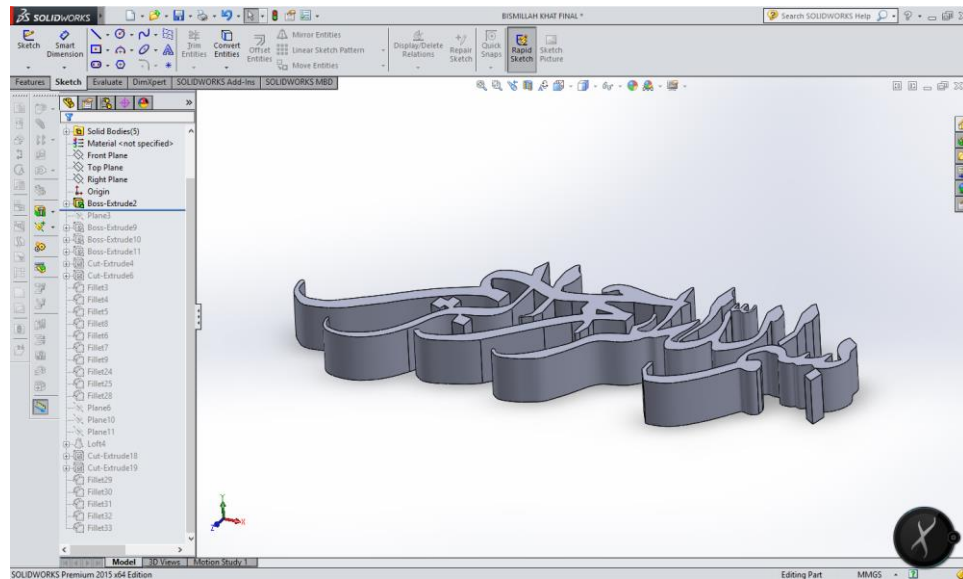 SOLIDWORKS
BISMILLAH KHAT FINAL *
Search SOLIDWORKS Help
Sketch
Smart Dimension
Trim Entities
Convert Entities
Offset Entities
Mirror Entities
Linear Sketch Pattern
Move Entities
Display/Delete Relations
Repair Sketch
Quick Snaps
Rapid Sketch
Sketch Picture
Features Sketch Evaluate DimXpert SOLIDWORKS Add-Ins SOLIDWORKS MBD
Solid Bodies(5)
Material <not specified>
Front Plane
Top Plane
Right Plane
Origin
Boss-Extrude2
Plane3
Boss-Extrude9
Boss-Extrude10
Boss-Extrude11
Cut-Extrude4
Cut-Extrude6
Fillet3
Fillet4
Fillet5
Fillet8
Fillet6
Fillet7
Fillet9
Fillet24
Fillet25
Fillet28
Plane6
Plane10
Plane11
Loft4
Cut-Extrude18
Cut-Extrude19
Fillet29
Fillet30
Fillet31
Fillet32
Fillet33
Y
X
Z
Model 3D Views Motion Study 1
SOLIDWORKS Premium 2015 x64 Edition
Editing Part MMGS